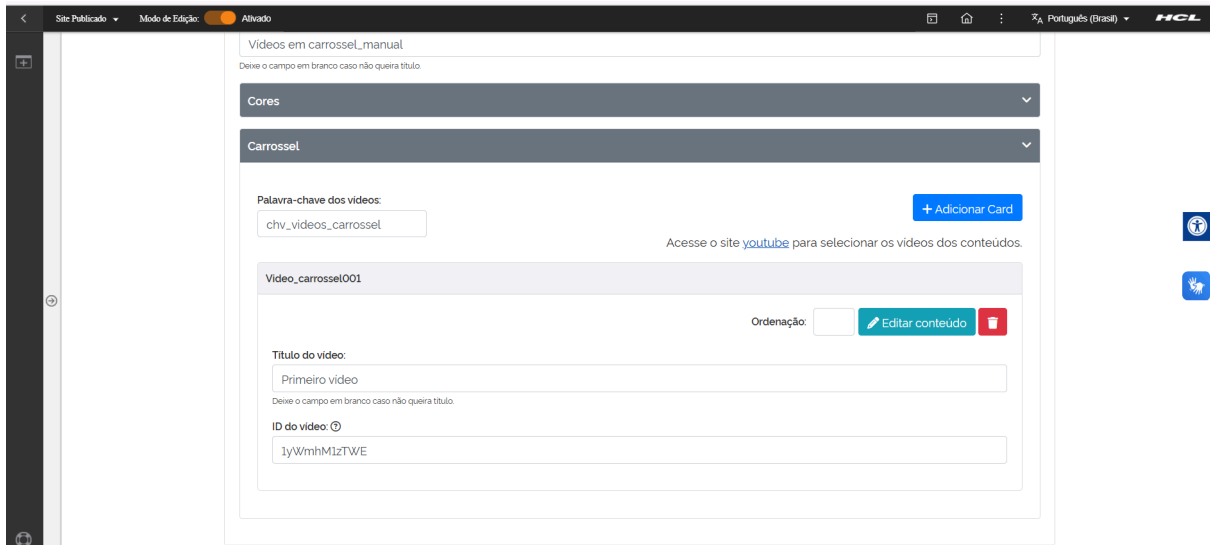 Site Publicado
Modo de Edição:
Ativado
Português (Brasil)
HCL
Vídeos em carrossel_manual
Deixe o campo em branco caso não queira título.
Cores
Carrossel
Palavra-chave dos vídeos:
+ Adicionar Card
chv_videos_carrossel
Acesse o site youtube para selecionar os vídeos dos conteúdos.
Video_carrossel001
Ordenação:
Editar conteúdo
Título do vídeo:
Primeiro vídeo
Deixe o campo em branco caso não queira título.
ID do vídeo:
1yWmhM1zTWE